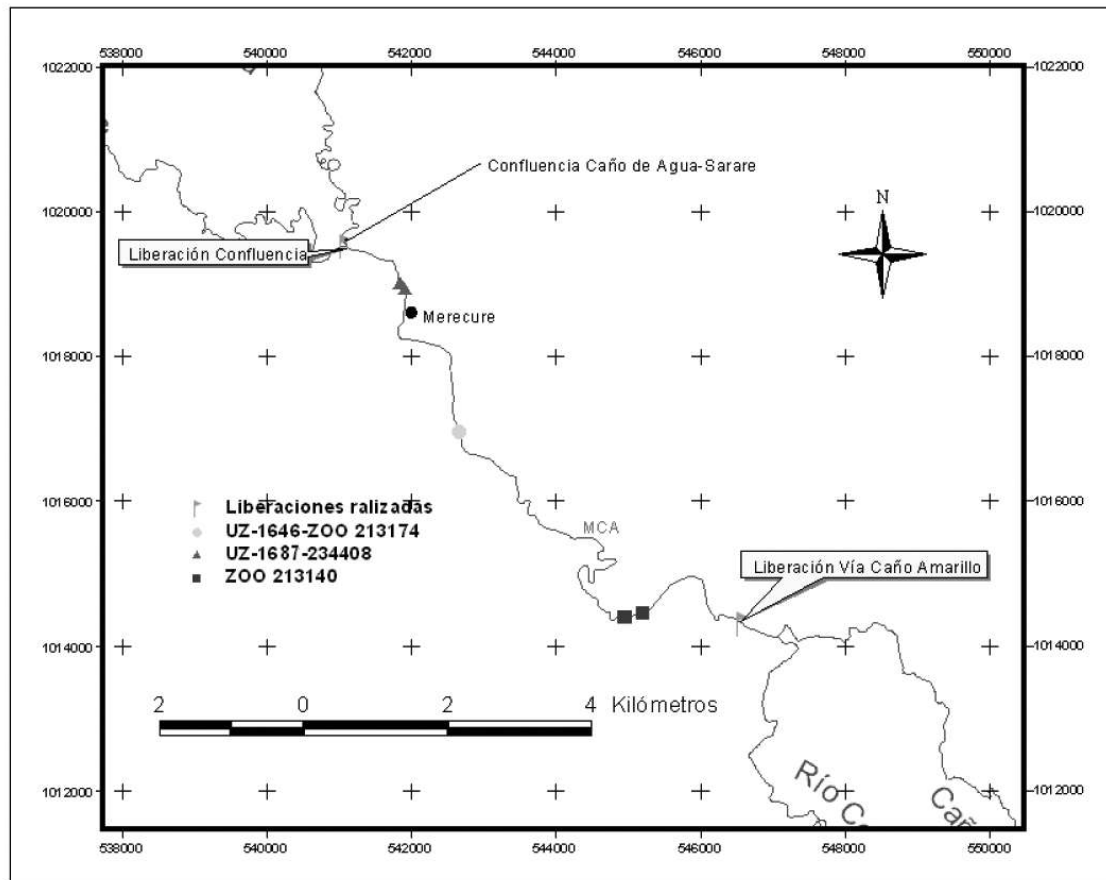 538000 540000 542000 544000 546000 548000 550000
1022000 1022000
Confluencia Caño de Agua-Sarare
N
1020000 1020000
Liberación Confluencia
Merecure
1018000 1018000
1016000 1016000
Liberaciones ralizadas
UZ-1646-ZOO 213174
UZ-1687-234408
ZOO 213140
MCA
Liberación Vía Caño Amarillo
1014000 1014000
2 0 2 4 Kilómetros
Río C
Cañ
1012000 1012000
538000 540000 542000 544000 546000 548000 550000